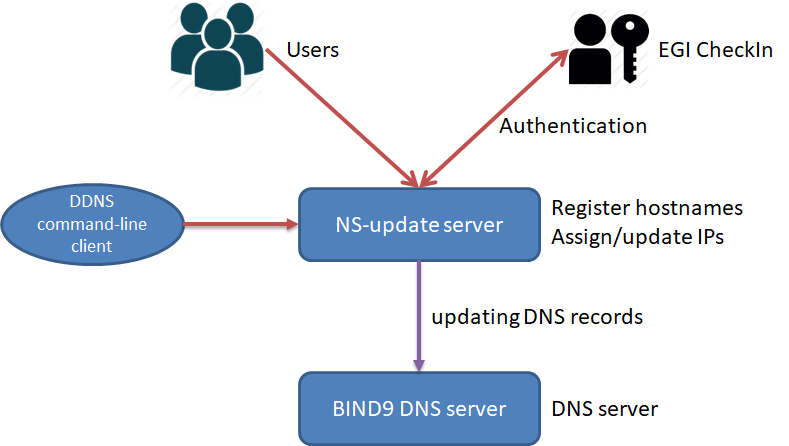 Users
EGI CheckIn
Authentication
DDNS
command-line
client
NS-update server
Register hostnames
Assign/update IPs
updating DNS records
BIND9 DNS server
DNS server